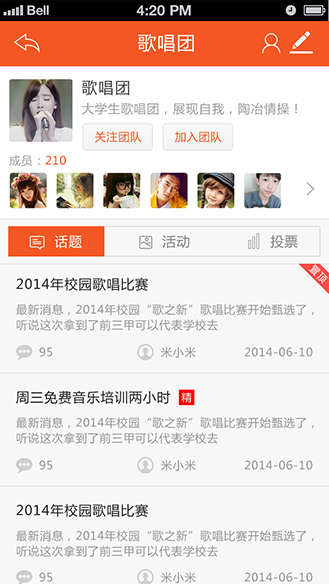 Bell 4:20 PM
歌唱团
歌唱团
大学生歌唱团，展现自我，陶冶情操！
关注团队 加入团队
成员：210
话题 活动 投票
置顶
2014年校园歌唱比赛
最新消息，2014年校园“歌之新”歌唱比赛开始甄选了，
听说这次拿到了前三甲可以代表学校去
95 米小米 2014-06-10
周三免费音乐培训两小时 精
最新消息，2014年校园“歌之新”歌唱比赛开始甄选了，
听说这次拿到了前三甲可以代表学校去
95 米小米 2014-06-10
2014年校园歌唱比赛
最新消息，2014年校园“歌之新”歌唱比赛开始甄选了，
听说这次拿到了前三甲可以代表学校去
95 米小米 2014-06-10